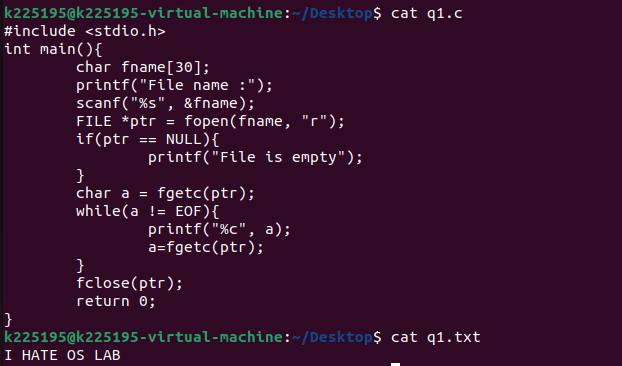 k225195@k225195-virtual-machine:~/Desktop$ cat q1.c
#include <stdio.h>
int main(){
        char fname[30];
        printf("File name :");
        scanf("%s", &fname);
        FILE *ptr = fopen(fname, "r");
        if(ptr == NULL){
                printf("File is empty");
        }
        char a = fgetc(ptr);
        while(a != EOF){
                printf("%c", a);
                a=fgetc(ptr);
        }
        fclose(ptr);
        return 0;
}
k225195@k225195-virtual-machine:~/Desktop$ cat q1.txt
I HATE OS LAB